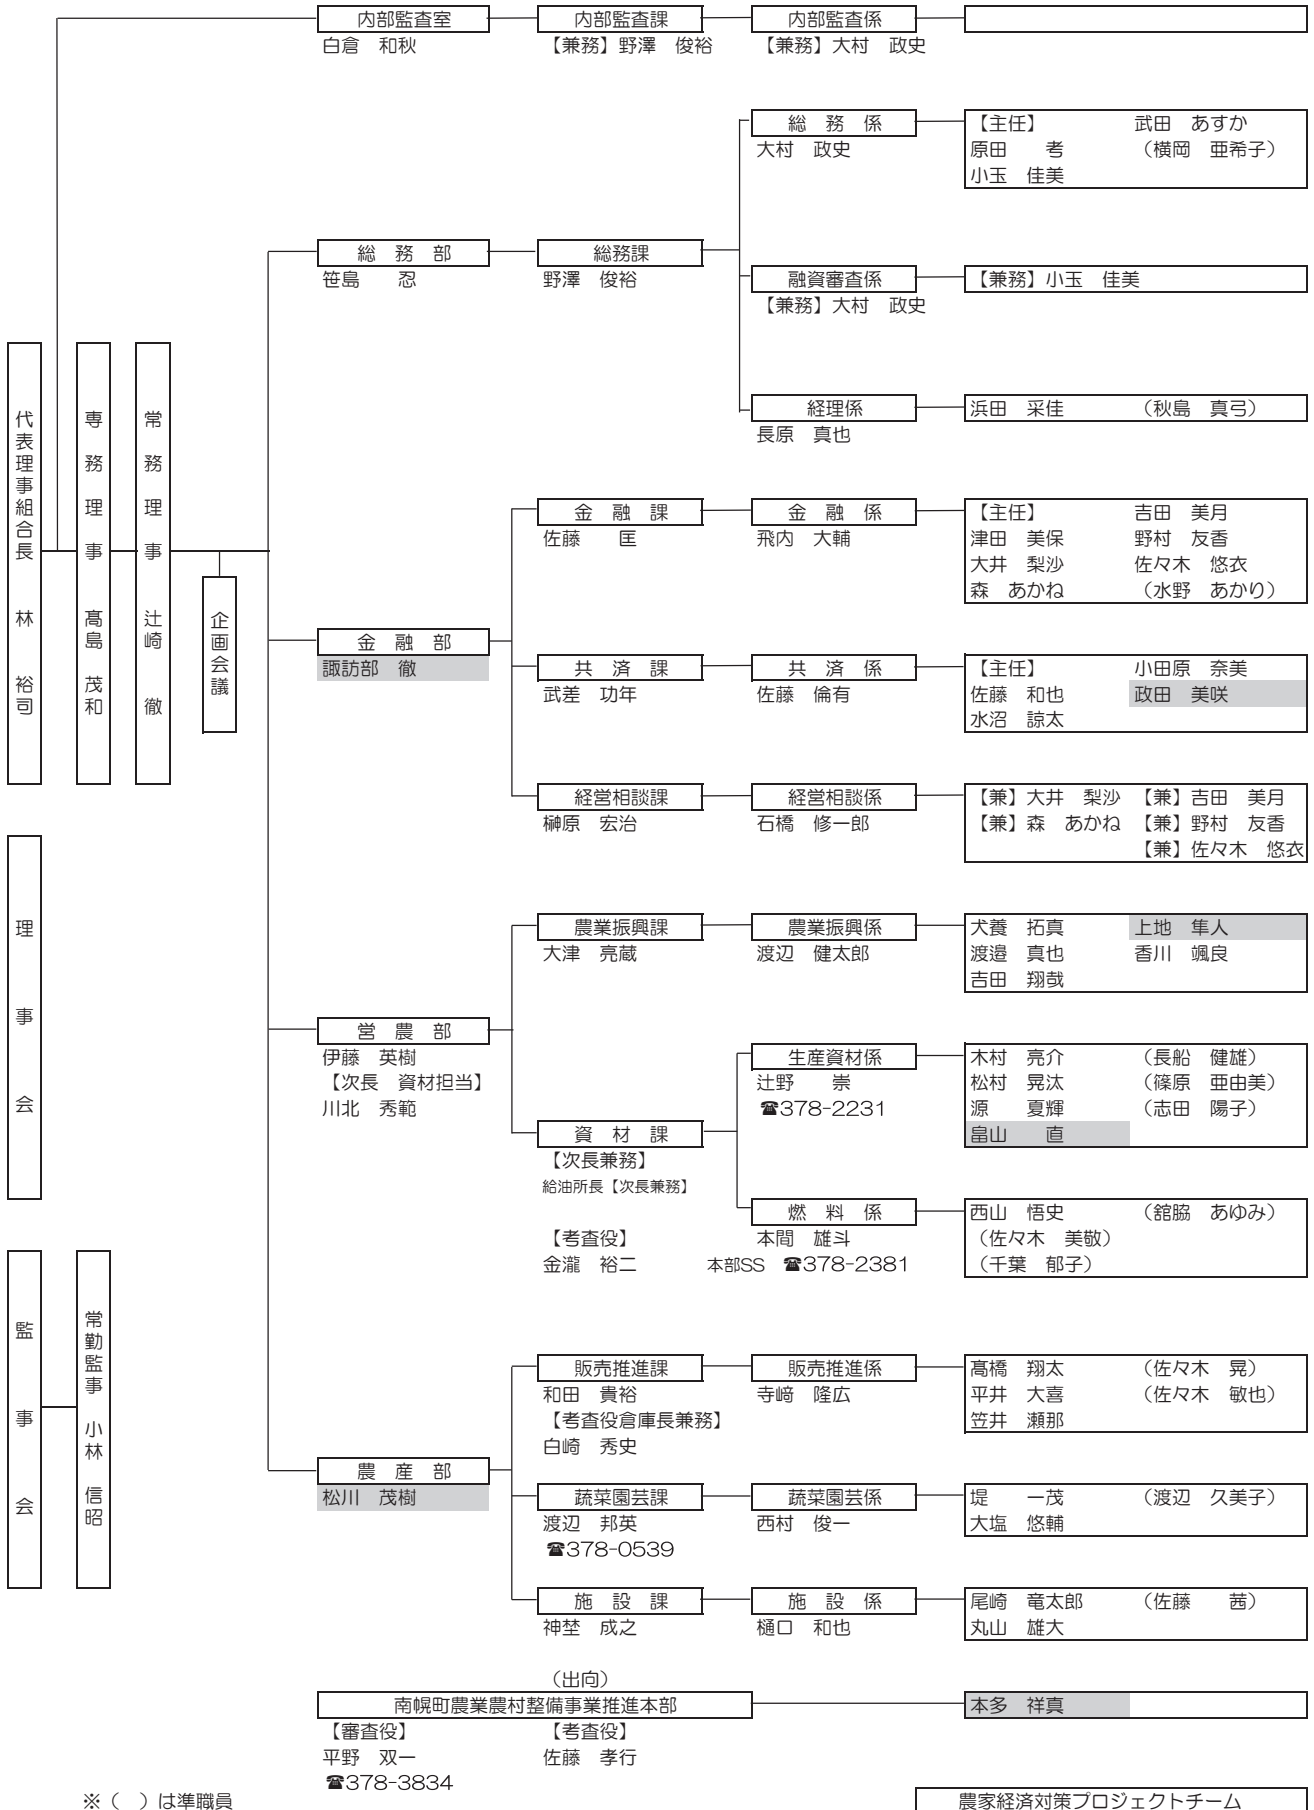 内部監査室　内部監査課　内部監査係
白倉　和秋　【兼務】野澤　俊裕　【兼務】大村　政史
総　務　係　【主任】　武田　あすか
大村　政史　原田　　考　（横岡　亜希子）
小玉　佳美
総　務　部　総務課
笹島　　忍　野澤　俊裕
融資審査係　【兼務】小玉　佳美
【兼務】大村　政史
経理係　浜田　采佳　（秋島　真弓）
長原　真也
代表理事組合長　林　裕司
専務理事　髙島　茂和
常務理事　辻崎　徹
企画会議
金　融　課　金　融　係　【主任】　吉田　美月
佐藤　　匡　飛内　大輔　津田　美保　野村　友香
大井　梨沙　佐々木　悠衣
森　あかね　（水野　あかり）
金　融　部
諏訪部　徹
共　済　課　共　済　係　【主任】　小田原　奈美
武差　功年　佐藤　倫有　佐藤　和也　政田　美咲
水沼　諒太
経営相談課　経営相談係　【兼】大井　梨沙　【兼】吉田　美月
榊原　宏治　石橋　修一郎　【兼】森　あかね　【兼】野村　友香
【兼】佐々木　悠衣
理事会
農業振興課　農業振興係　犬養　拓真　上地　隼人
大津　亮蔵　渡辺　健太郎　渡邉　真也　香川　颯良
吉田　翔哉
営　農　部
伊藤　英樹
【次長　資材担当】
川北　秀範
生産資材係　木村　亮介　（長船　健雄）
辻野　　崇　松村　晃汰　（篠原　亜由美）
☎378-2231　源　　夏輝　（志田　陽子）
畠山　　直
資　材　課
【次長兼務】
給油所長【次長兼務】
燃　料　係　西山　悟史　（舘脇　あゆみ）
【考査役】　本間　雄斗　（佐々木　美敬）
金瀧　裕二　本部SS　☎378-2381　（千葉　郁子）
監事会
常勤監事　小林　信昭
販売推進課　販売推進係　髙橋　翔太　（佐々木　晃）
和田　貴裕　寺﨑　隆広　平井　大喜　（佐々木　敏也）
【考査役倉庫長兼務】　笠井　瀬那
白崎　秀史
農　産　部
松川　茂樹
蔬菜園芸課　蔬菜園芸係　堤　　一茂　（渡辺　久美子）
渡辺　邦英　西村　俊一　大塩　悠輔
☎378-0539
施　設　課　施　設　係　尾崎　竜太郎　（佐藤　　茜）
神埜　成之　樋口　和也　丸山　雄大
（出向）
南幌町農業農村整備事業推進本部　本多　祥真
【審査役】　【考査役】
平野　双一　佐藤　孝行
☎378-3834
※（　）は準職員　農家経済対策プロジェクトチーム